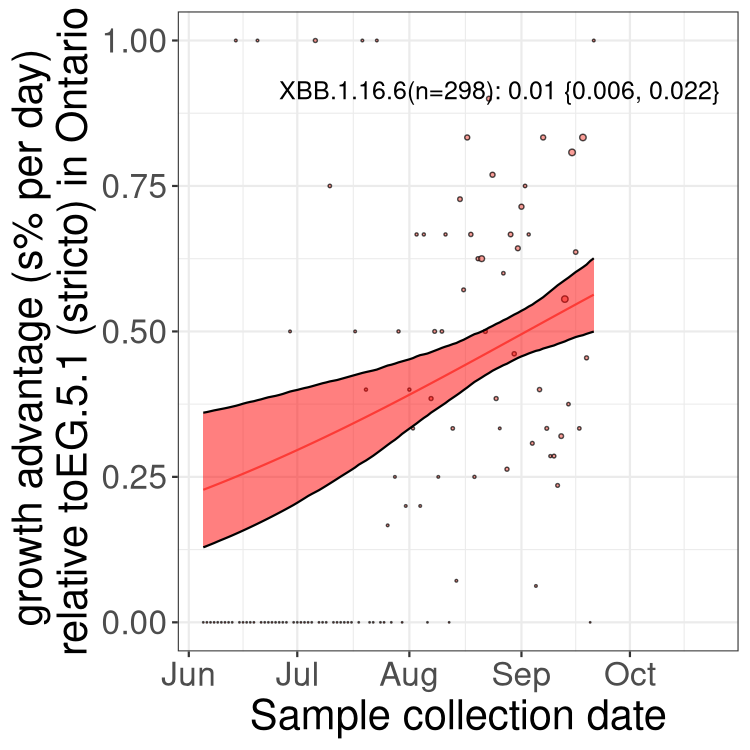 growth advantage (s% per day)
relative toEG.5.1 (stricto) in Ontario
1.00
0.75
0.50
0.25
0.00
XBB.1.16.6(n=298): 0.01 {0.006, 0.022}
Jun Jul Aug Sep Oct
Sample collection date